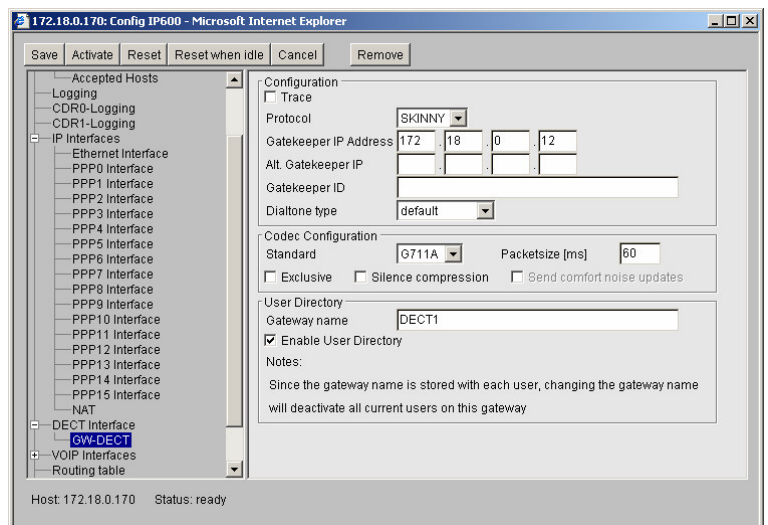 172.18.0.170: Config IP600 - Microsoft Internet Explorer
Save Activate Reset Reset when idle Cancel Remove
Accepted Hosts
Logging
CDR0-Logging
CDR1-Logging
IP Interfaces
Ethernet Interface
PPP0 Interface
PPP1 Interface
PPP2 Interface
PPP3 Interface
PPP4 Interface
PPP5 Interface
PPP6 Interface
PPP7 Interface
PPP8 Interface
PPP9 Interface
PPP10 Interface
PPP11 Interface
PPP12 Interface
PPP13 Interface
PPP14 Interface
PPP15 Interface
NAT
DECT Interface
GW-DECT
VOIP Interfaces
Routing table
Configuration
Trace
Protocol SKINNY
Gatekeeper IP Address 172 . 18 . 0 . 12
Alt. Gatekeeper IP . . .
Gatekeeper ID
Dialtone type default
Codec Configuration
Standard G711A Packetsize [ms] 60
Exclusive Silence compression Send comfort noise updates
User Directory
Gateway name DECT1
Enable User Directory
Notes:
Since the gateway name is stored with each user, changing the gateway name
will deactivate all current users on this gateway
Host: 172.18.0.170 Status: ready